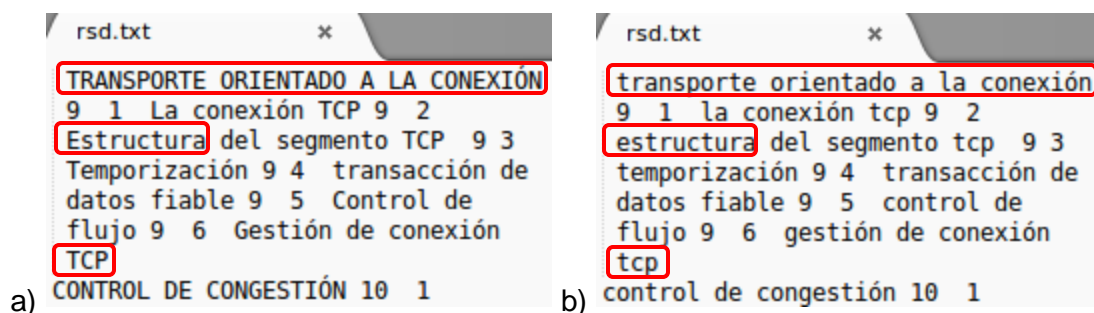 rsd.txt ×
TRANSPORTE ORIENTADO A LA CONEXIÓN
9  1  La conexión TCP 9  2
Estructura del segmento TCP  9 3
Temporización 9 4  transacción de
datos fiable 9  5  Control de
flujo 9  6  Gestión de conexión
TCP
CONTROL DE CONGESTIÓN 10  1
a)
rsd.txt ×
transporte orientado a la conexión
9  1  la conexión tcp 9  2
estructura del segmento tcp  9 3
temporización 9 4  transacción de
datos fiable 9  5  control de
flujo 9  6  gestión de conexión
tcp
control de congestión 10  1
b)